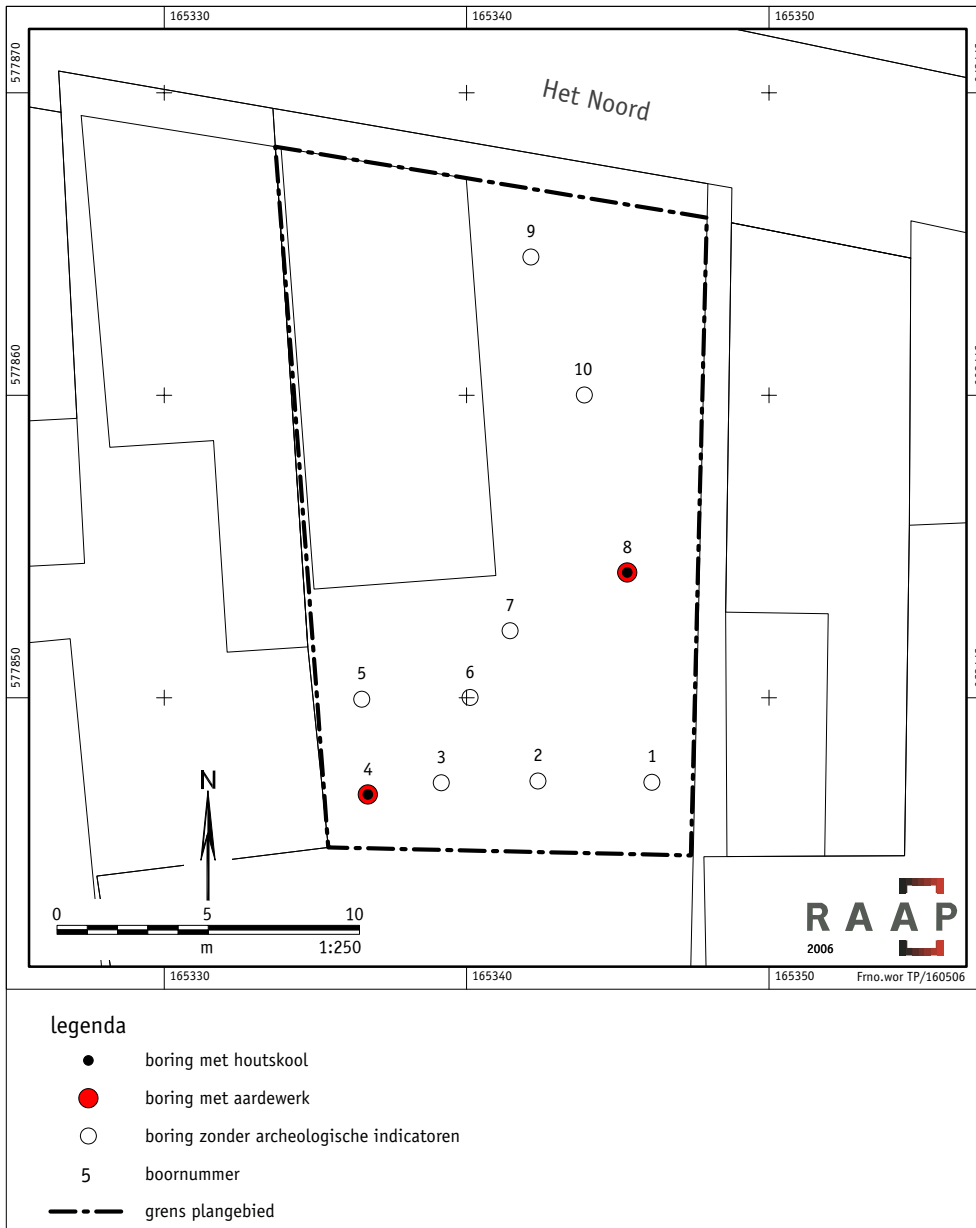 165330 165340 165350
577870
Het Noord
9
577860
10
8
7
577850
5 6
4 3 2 1
N
0 5 10
m 1:250
RAAP
2006
165330 165340 165350
Frno.wor TP/160506
legenda
boring met houtskool
boring met aardewerk
boring zonder archeologische indicatoren
5 boornummer
grens plangebied